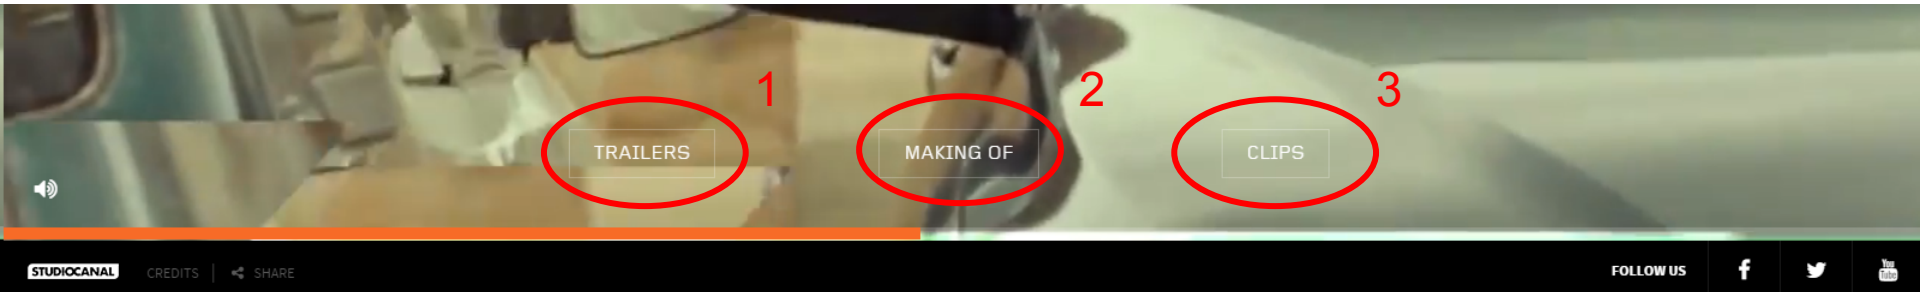 1 2 3
TRAILERS MAKING OF CLIPS
STUDIOCANAL CREDITS SHARE FOLLOW US You Tube